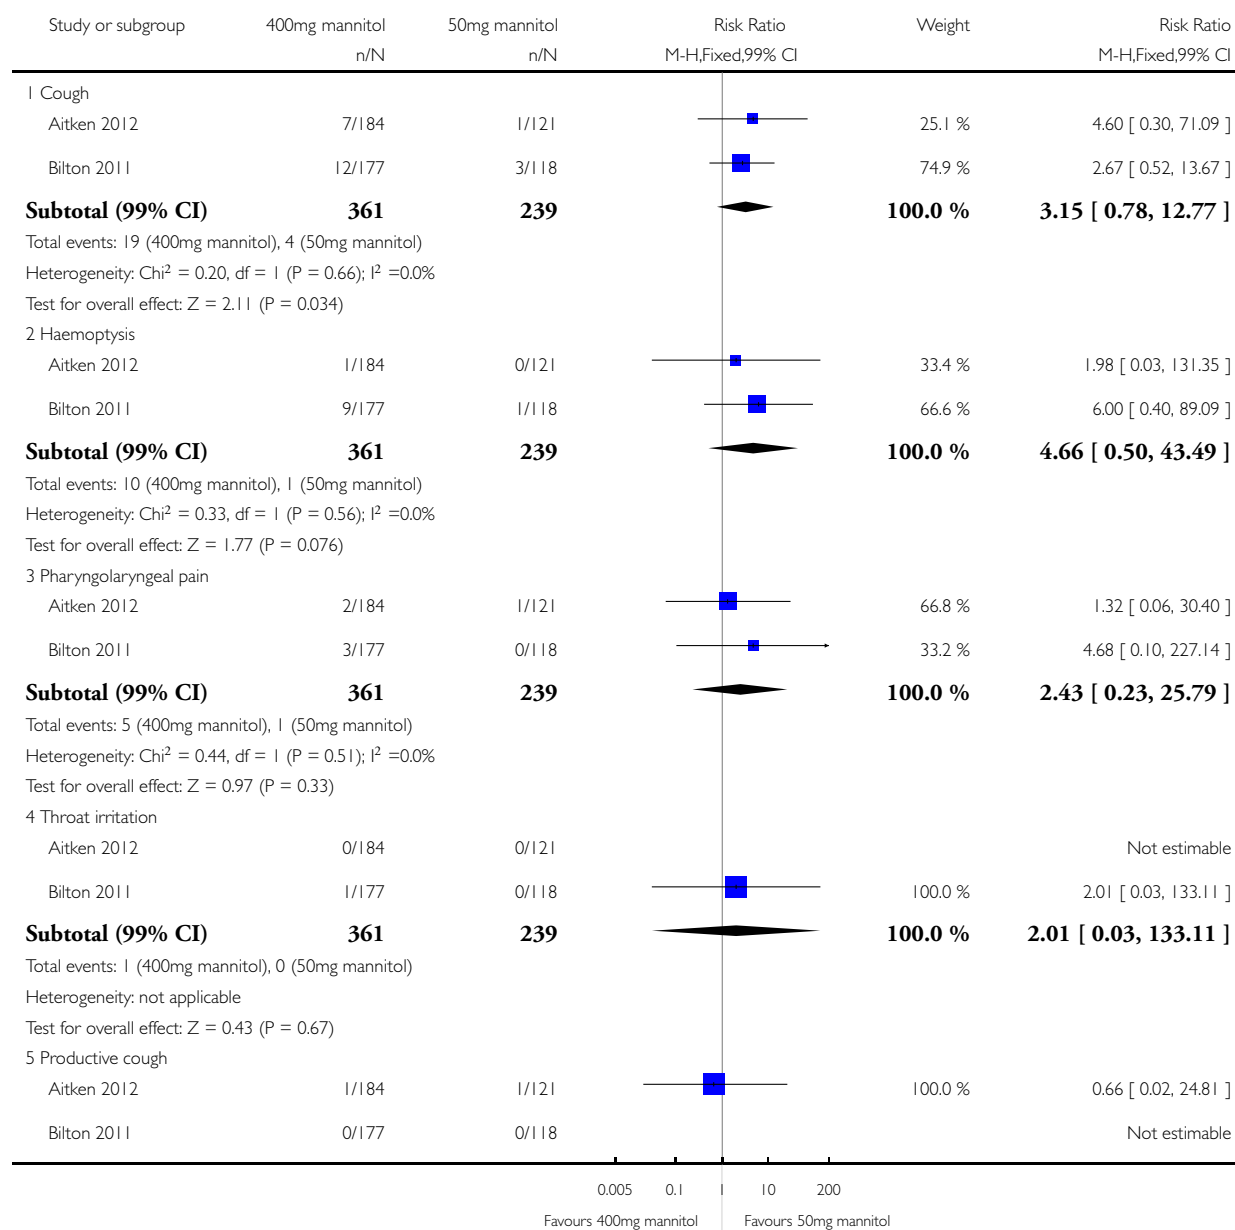 Study or subgroup 400mg mannitol 50mg mannitol Risk Ratio Weight Risk Ratio
n/N n/N M-H,Fixed,99% CI M-H,Fixed,99% CI
1 Cough
Aitken 2012 7/184 1/121 25.1 % 4.60 [ 0.30, 71.09 ]
Bilton 2011 12/177 3/118 74.9 % 2.67 [ 0.52, 13.67 ]
Subtotal (99% CI) 361 239 100.0 % 3.15 [ 0.78, 12.77 ]
Total events: 19 (400mg mannitol), 4 (50mg mannitol)
Heterogeneity: Chi² = 0.20, df = 1 (P = 0.66); I² =0.0%
Test for overall effect: Z = 2.11 (P = 0.034)
2 Haemoptysis
Aitken 2012 1/184 0/121 33.4 % 1.98 [ 0.03, 131.35 ]
Bilton 2011 9/177 1/118 66.6 % 6.00 [ 0.40, 89.09 ]
Subtotal (99% CI) 361 239 100.0 % 4.66 [ 0.50, 43.49 ]
Total events: 10 (400mg mannitol), 1 (50mg mannitol)
Heterogeneity: Chi² = 0.33, df = 1 (P = 0.56); I² =0.0%
Test for overall effect: Z = 1.77 (P = 0.076)
3 Pharyngolaryngeal pain
Aitken 2012 2/184 1/121 66.8 % 1.32 [ 0.06, 30.40 ]
Bilton 2011 3/177 0/118 33.2 % 4.68 [ 0.10, 227.14 ]
Subtotal (99% CI) 361 239 100.0 % 2.43 [ 0.23, 25.79 ]
Total events: 5 (400mg mannitol), 1 (50mg mannitol)
Heterogeneity: Chi² = 0.44, df = 1 (P = 0.51); I² =0.0%
Test for overall effect: Z = 0.97 (P = 0.33)
4 Throat irritation
Aitken 2012 0/184 0/121 Not estimable
Bilton 2011 1/177 0/118 100.0 % 2.01 [ 0.03, 133.11 ]
Subtotal (99% CI) 361 239 100.0 % 2.01 [ 0.03, 133.11 ]
Total events: 1 (400mg mannitol), 0 (50mg mannitol)
Heterogeneity: not applicable
Test for overall effect: Z = 0.43 (P = 0.67)
5 Productive cough
Aitken 2012 1/184 1/121 100.0 % 0.66 [ 0.02, 24.81 ]
Bilton 2011 0/177 0/118 Not estimable
0.005 0.1 1 10 200
Favours 400mg mannitol Favours 50mg mannitol